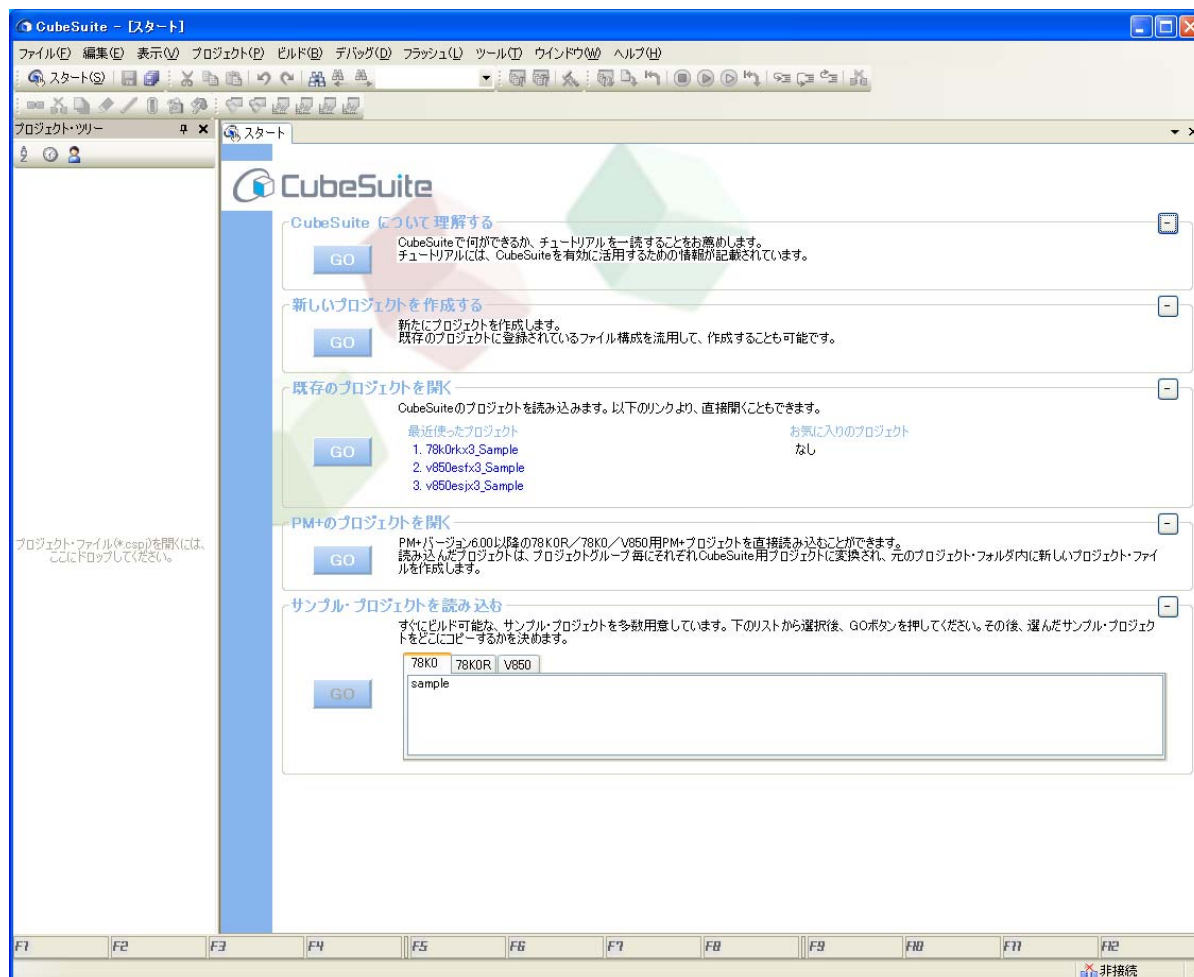 CubeSuite - [スタート]
ファイル(F) 編集(E) 表示(V) プロジェクト(P) ビルド(B) デバッグ(D) フラッシュ(L) ツール(T) ウインドウ(W) ヘルプ(H)
スタート(S)
プロジェクト・ツリー
スタート
CubeSuite
CubeSuite について理解する
GO
CubeSuiteで何ができるか、チュートリアルを一読することをお薦めします。
チュートリアルには、CubeSuiteを有効に活用するための情報が記載されています。
新しいプロジェクトを作成する
GO
新たにプロジェクトを作成します。
既存のプロジェクトに登録されているファイル構成を流用して、作成することも可能です。
既存のプロジェクトを開く
CubeSuiteのプロジェクトを読み込みます。以下のリンクより、直接開くこともできます。
GO
最近使ったプロジェクト
1. 78k0rkx3_Sample
2. v850esfx3_Sample
3. v850esjx3_Sample
お気に入りのプロジェクト
なし
プロジェクト・ファイル(*.cspj)を開くには、
ここにドロップしてください。
PM+のプロジェクトを開く
GO
PM+バージョン6.00以降の78K0R/78K0/V850用PM+プロジェクトを直接読み込むことができます。
読み込んだプロジェクトは、プロジェクトグループ毎にそれぞれCubeSuite用プロジェクトに変換され、元のプロジェクト・フォルダ内に新しいプロジェクト・ファイ
ルを作成します。
サンプル・プロジェクトを読み込む
すぐにビルド可能な、サンプル・プロジェクトを多数用意しています。下のリストから選択後、GOボタンを押してください。その後、選んだサンプル・プロジェク
トをどこにコピーするかを決めます。
GO
78K0 78K0R V850
sample
F1 F2 F3 F4 F5 F6 F7 F8 F9 F10 F11 F12
非接続